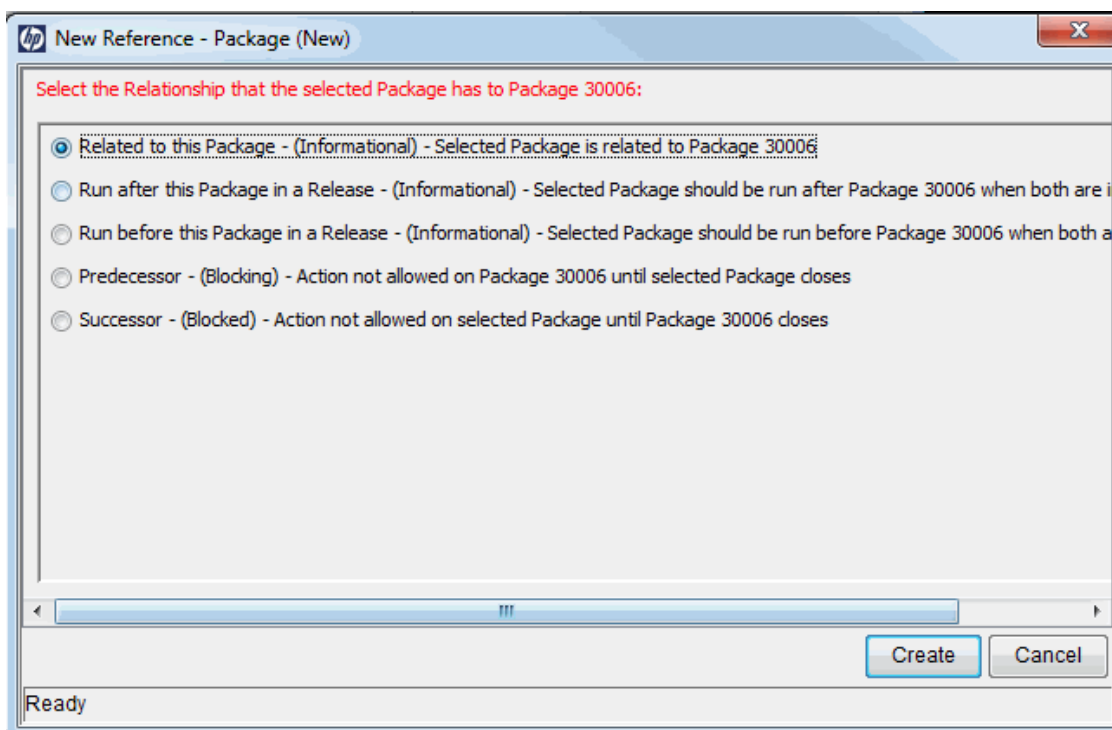 hp New Reference - Package (New)
Select the Relationship that the selected Package has to Package 30006:
Related to this Package - (Informational) - Selected Package is related to Package 30006
Run after this Package in a Release - (Informational) - Selected Package should be run after Package 30006 when both are
Run before this Package in a Release - (Informational) - Selected Package should be run before Package 30006 when both
Predecessor - (Blocking) - Action not allowed on Package 30006 until selected Package closes
Successor - (Blocked) - Action not allowed on selected Package until Package 30006 closes
Create Cancel
Ready